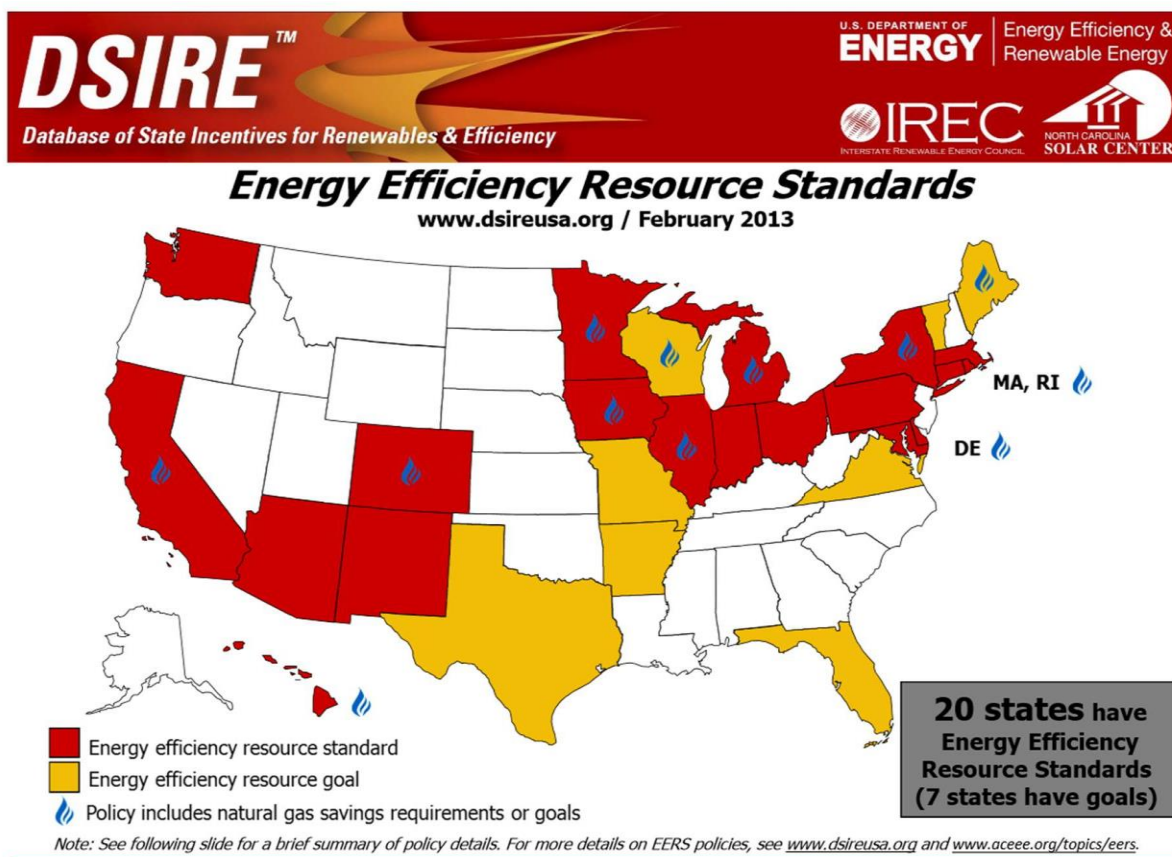 DSIRE™
Database of State Incentives for Renewables & Efficiency
U.S. DEPARTMENT OF
ENERGY
Energy Efficiency &
Renewable Energy
IREC
INTERSTATE RENEWABLE ENERGY COUNCIL
NORTH CAROLINA
SOLAR CENTER
Energy Efficiency Resource Standards
www.dsireusa.org / February 2013
MA, RI
DE
Energy efficiency resource standard
Energy efficiency resource goal
Policy includes natural gas savings requirements or goals
20 states have
Energy Efficiency
Resource Standards
(7 states have goals)
Note: See following slide for a brief summary of policy details. For more details on EERS policies, see www.dsireusa.org and www.aceee.org/topics/eers.